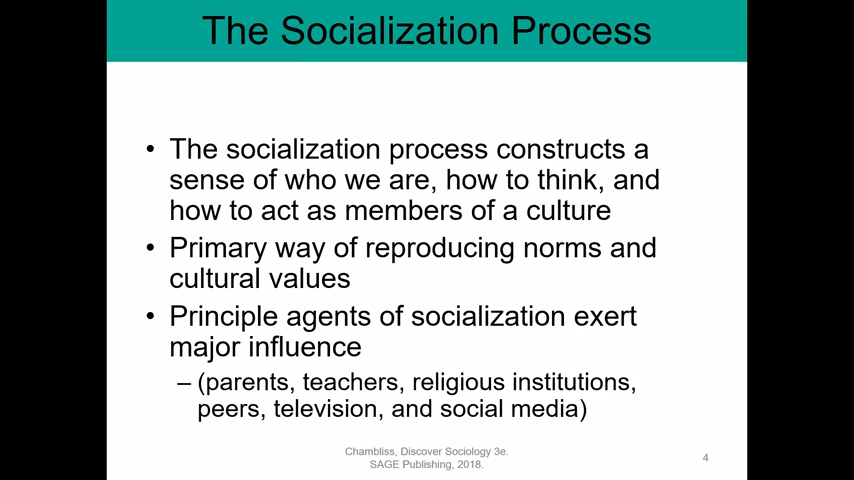 The Socialization Process
• The socialization process constructs a
sense of who we are, how to think, and
how to act as members of a culture
• Primary way of reproducing norms and
cultural values
• Principle agents of socialization exert
major influence
– (parents, teachers, religious institutions,
peers, television, and social media)
Chambliss, Discover Sociology 3e.
SAGE Publishing, 2018.
4